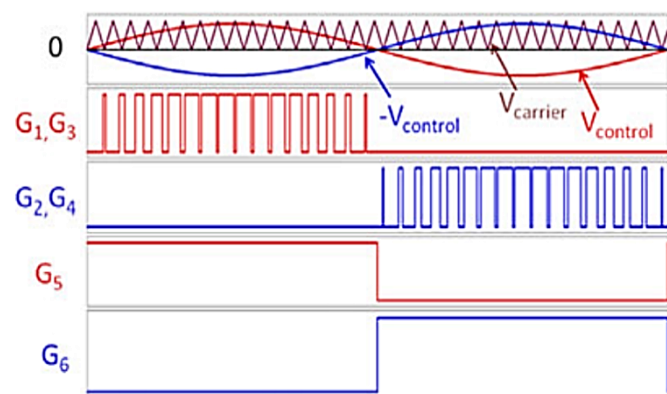 0
-Vcontrol
Vcarrier
Vcontrol
G1,G3
G2,G4
G5
G6